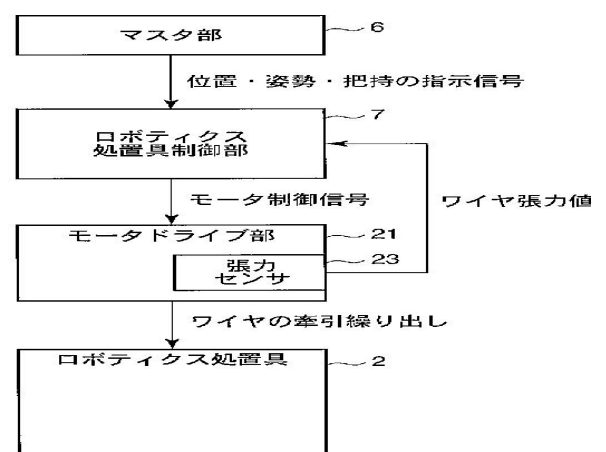 マスタ部
6
位置・姿勢・把持の指示信号
7
ロボティクス
処置具制御部
モータ制御信号
ワイヤ張力値
モータドライブ部
21
張力
センサ
23
ワイヤの牽引繰り出し
ロボティクス処置具
2